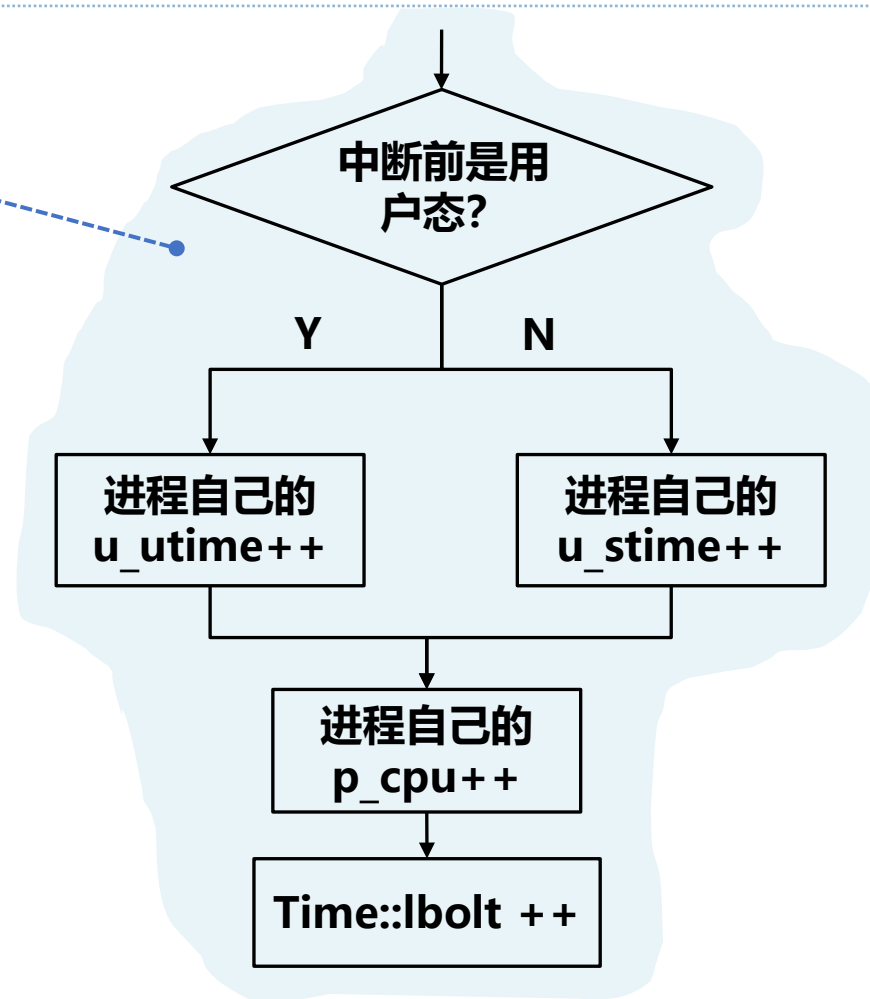 中断前是用
户态?
Y
N
进程自己的
u_utime++
进程自己的
u_stime++
进程自己的
p_cpu++
Time::lbolt ++